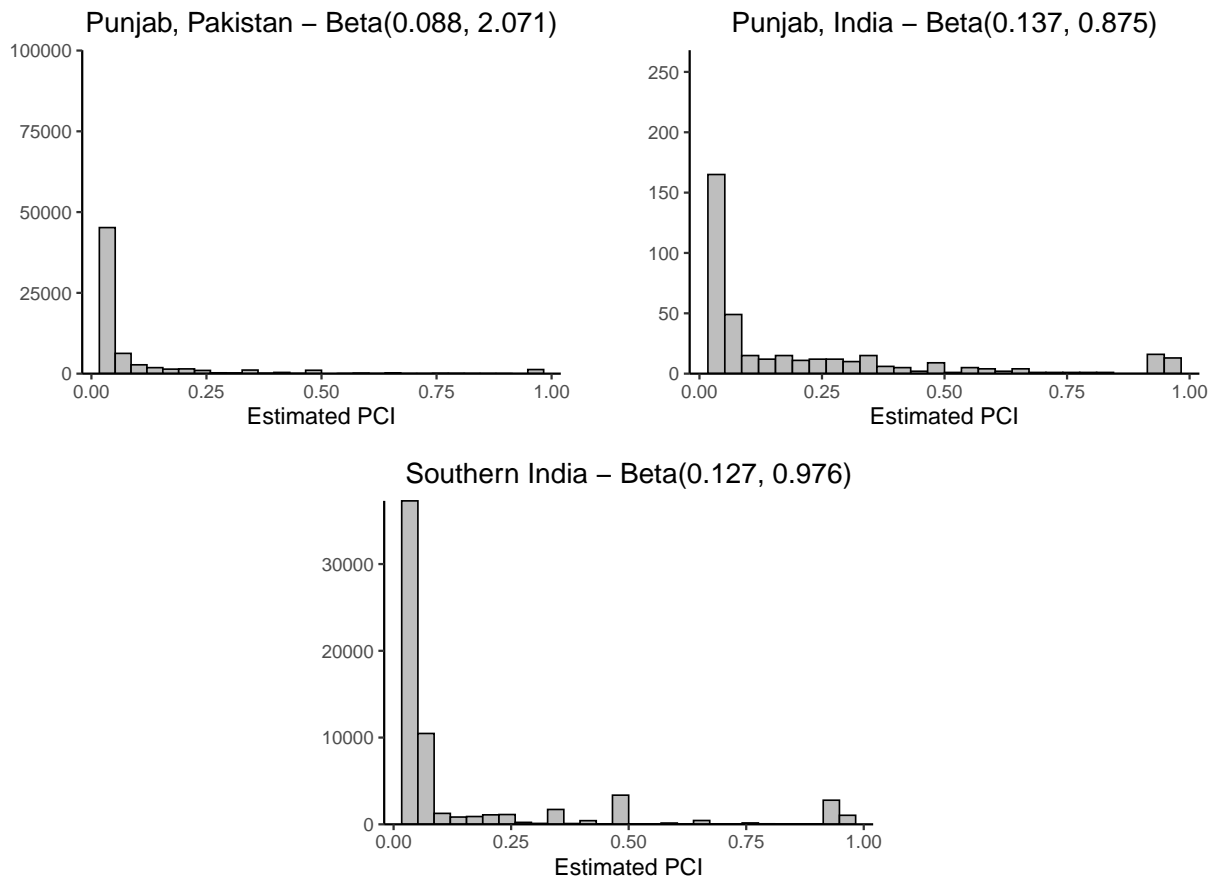 Punjab, Pakistan − Beta(0.088, 2.071)
100000
75000
50000
25000
0
0.00 0.25 0.50 0.75 1.00
Estimated PCI
Punjab, India − Beta(0.137, 0.875)
250
200
150
100
50
0
0.00 0.25 0.50 0.75 1.00
Estimated PCI
Southern India − Beta(0.127, 0.976)
30000
20000
10000
0
0.00 0.25 0.50 0.75 1.00
Estimated PCI